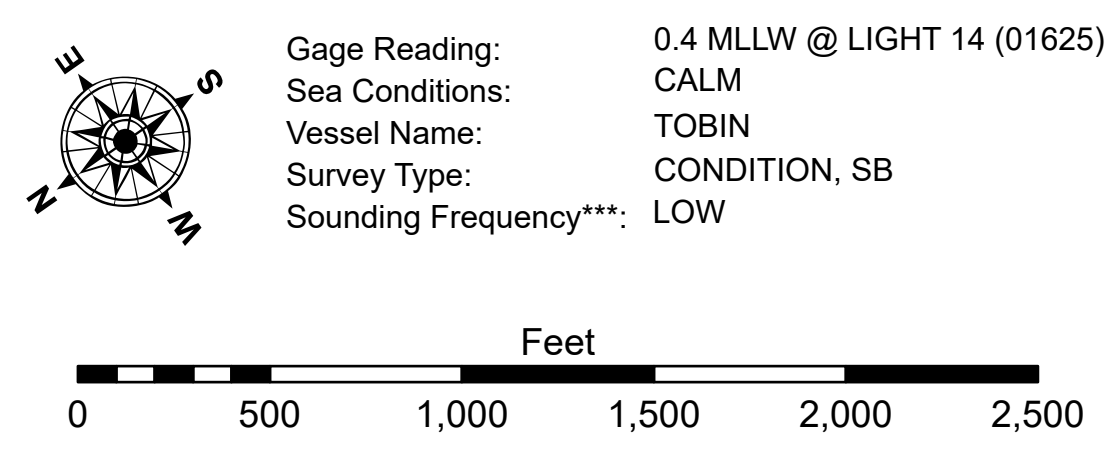 E
S
N
W
Gage Reading: 0.4 MLLW @ LIGHT 14 (01625)
Sea Conditions: CALM
Vessel Name: TOBIN
Survey Type: CONDITION, SB
Sounding Frequency***: LOW
Feet
0 500 1,000 1,500 2,000 2,500